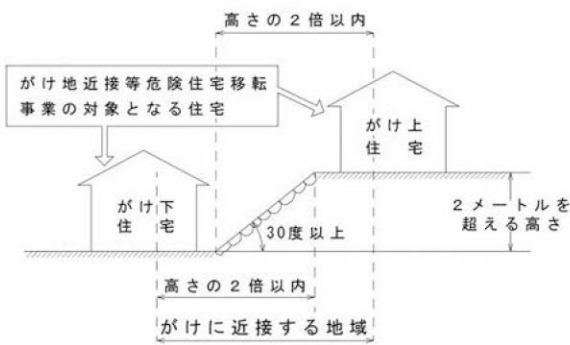 高さの２倍以内
がけ地近接等危険住宅移転
事業の対象となる住宅
がけ上
住　宅
がけ下
住　宅
30度以上
２メートルを
超える高さ
高さの２倍以内
がけに近接する地域